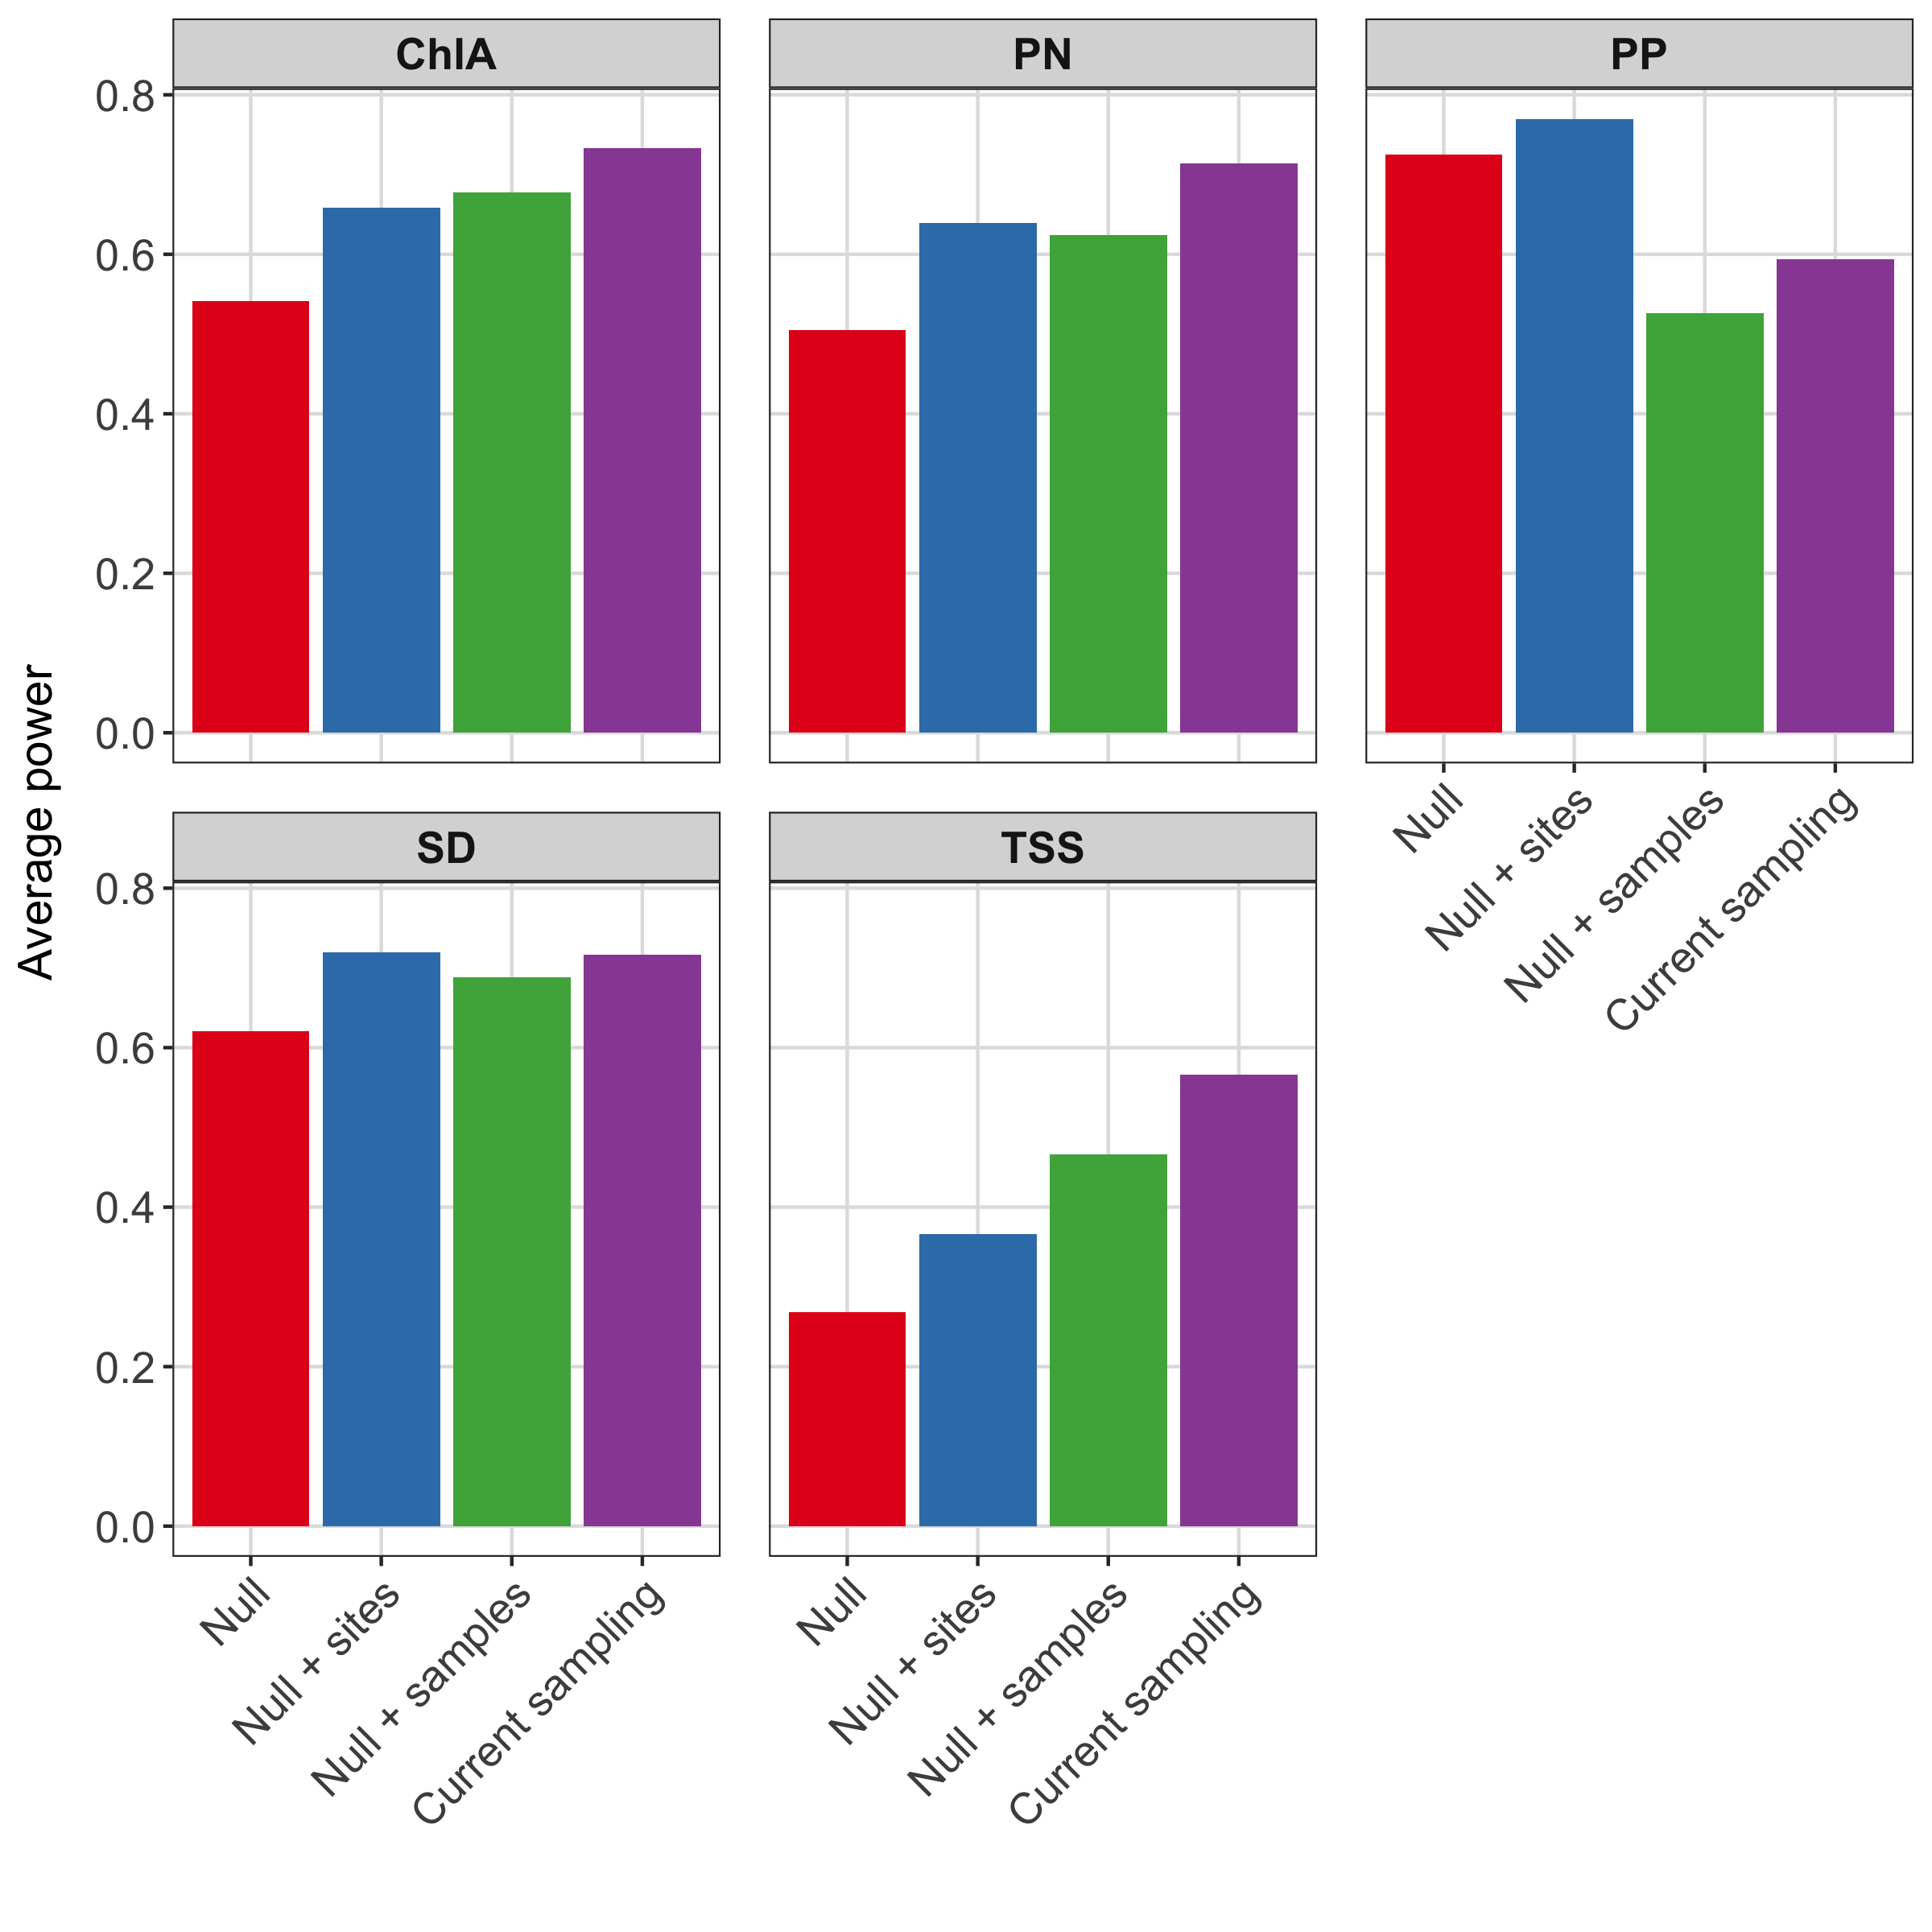 ChlA
PN
PP
0.8
0.6
0.4
0.2
0.0
Null
Null + sites
Null + samples
Current sampling
Average power
SD
TSS
0.8
0.6
0.4
0.2
0.0
Null
Null + sites
Null + samples
Current sampling
Null
Null + sites
Null + samples
Current sampling